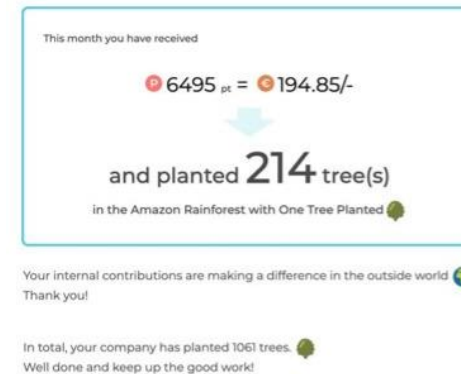 This month you have received
P 6495 pt = € 194.85/-
and planted 214 tree(s)
in the Amazon Rainforest with One Tree Planted
Your internal contributions are making a difference in the outside world
Thank you!
In total, your company has planted 1061 trees.
Well done and keep up the good work!